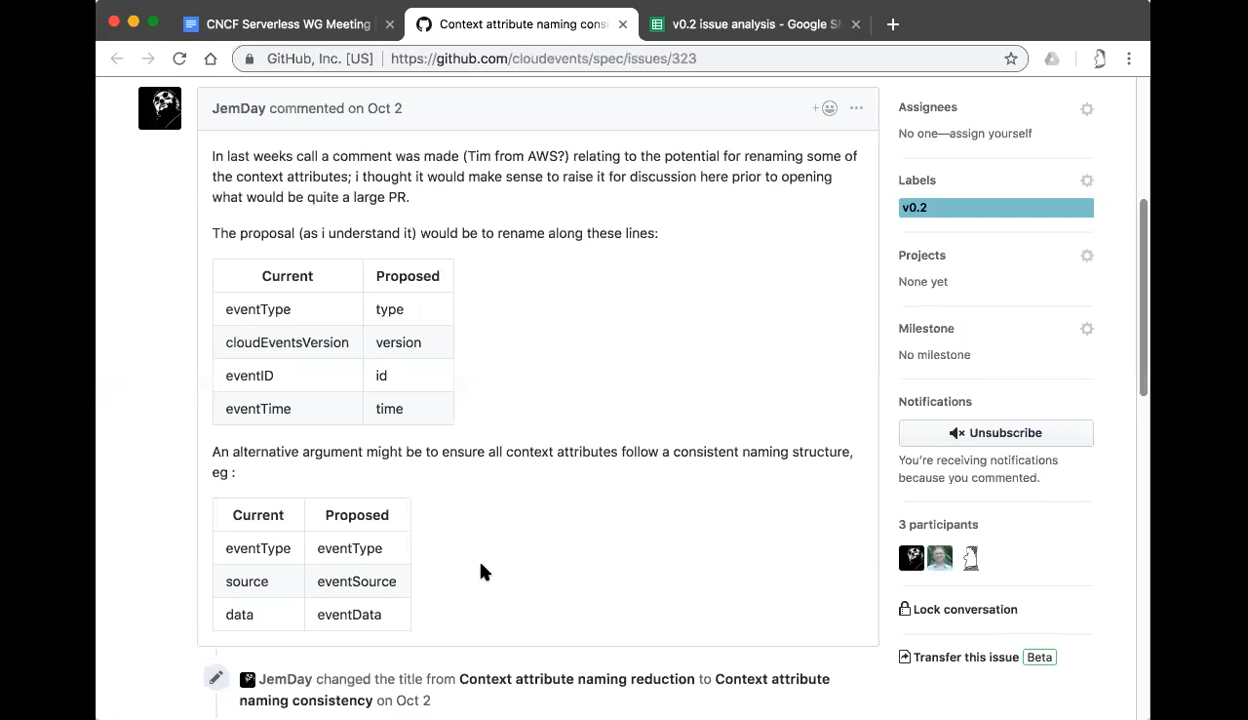 CNCF Serverless WG Meeting
Context attribute naming consi
v0.2 issue analysis - Google S
GitHub, Inc. [US] | https://github.com/cloudevents/spec/issues/323
JemDay commented on Oct 2
In last weeks call a comment was made (Tim from AWS?) relating to the potential for renaming some of
the context attributes; i thought it would make sense to raise it for discussion here prior to opening
what would be quite a large PR.
The proposal (as i understand it) would be to rename along these lines:
Current Proposed
eventType type
cloudEventsVersion version
eventID id
eventTime time
An alternative argument might be to ensure all context attributes follow a consistent naming structure,
eg :
Current Proposed
eventType eventType
source eventSource
data eventData
JemDay changed the title from Context attribute naming reduction to Context attribute
naming consistency on Oct 2
Assignees
No one—assign yourself
Labels
v0.2
Projects
None yet
Milestone
No milestone
Notifications
Unsubscribe
You're receiving notifications
because you commented.
3 participants
Lock conversation
Transfer this issue Beta